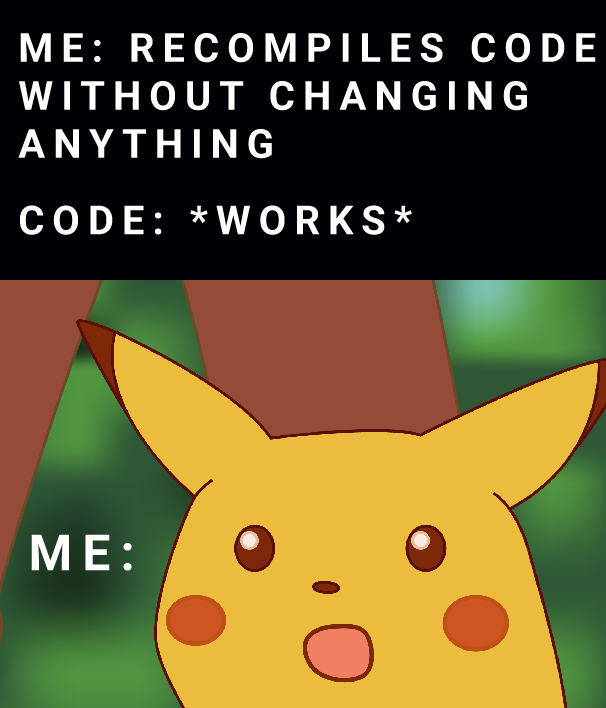 ME: RECOMPILES CODE
WITHOUT CHANGING
ANYTHING
CODE: *WORKS*
ME: